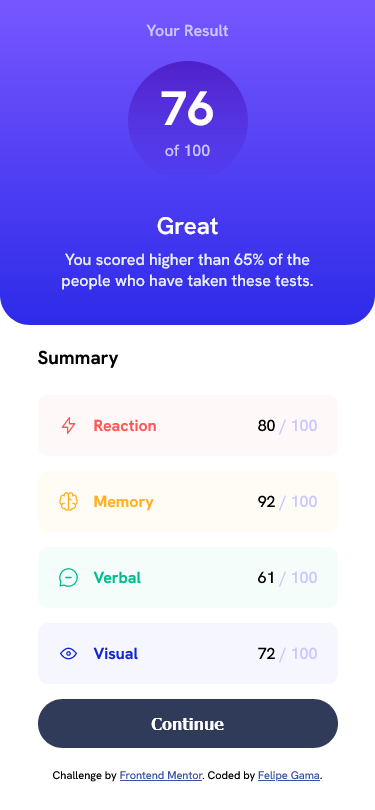 Your Result
76
of 100
Great
You scored higher than 65% of the
people who have taken these tests.
Summary
Reaction 80 / 100
Memory 92 / 100
Verbal 61 / 100
Visual 72 / 100
Continue
Challenge by Frontend Mentor. Coded by Felipe Gama.